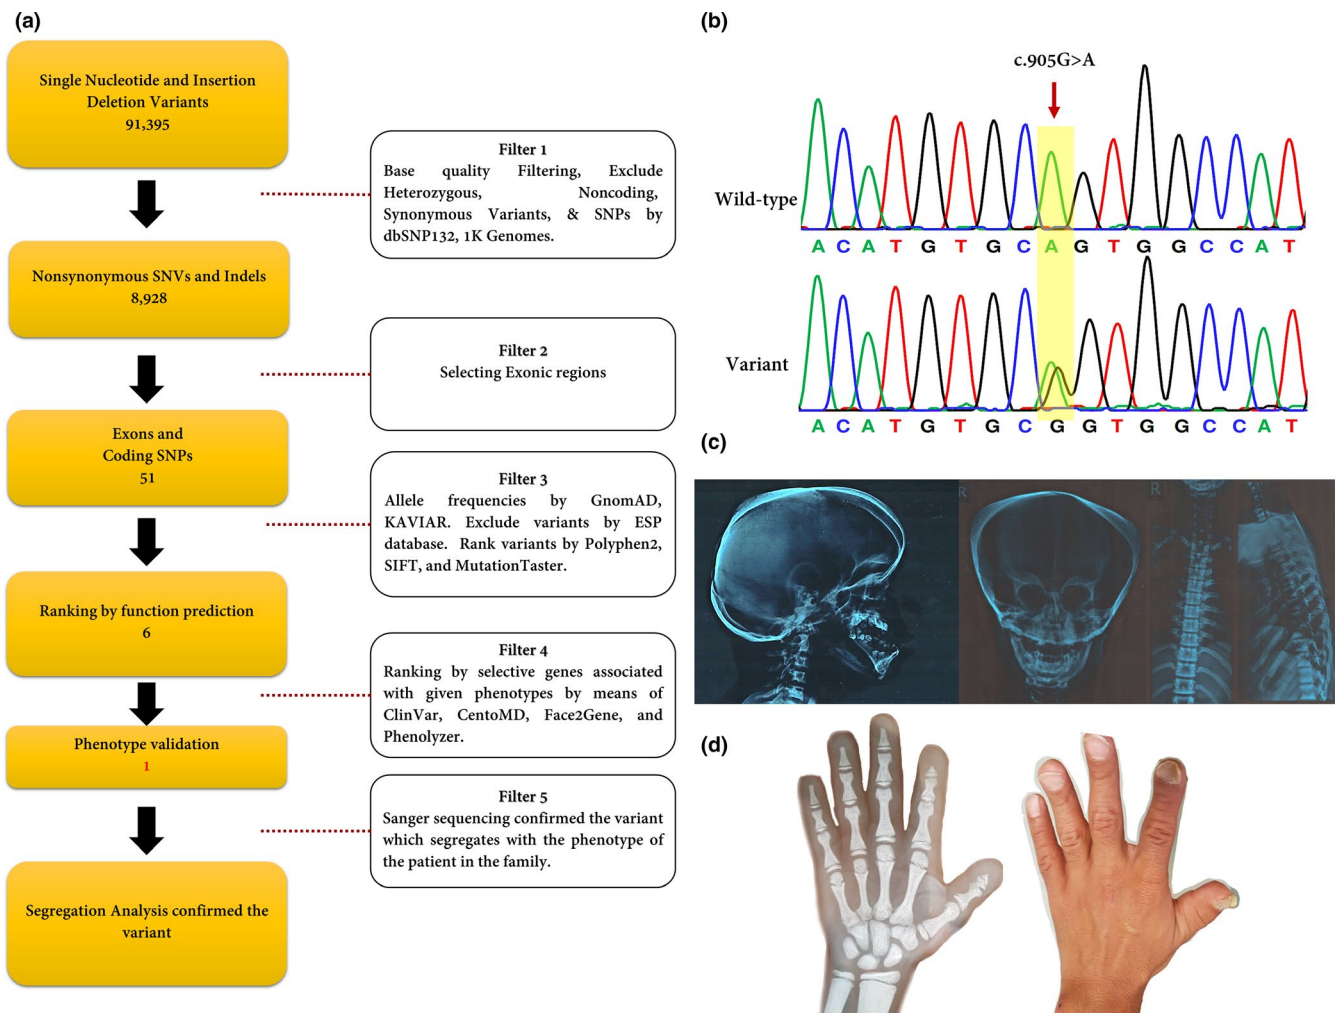 (a)
Single Nucleotide and Insertion
Deletion Variants
91,395
Filter 1
Base quality Filtering, Exclude
Heterozygous, Noncoding,
Synonymous Variants, & SNPs by
dbSNP132, 1K Genomes.
Nonsynonymous SNVs and Indels
8,928
Filter 2
Selecting Exonic regions
Exons and
Coding SNPs
51
Filter 3
Allele frequencies by GnomAD,
KAVIAR. Exclude variants by ESP
database. Rank variants by Polyphen2,
SIFT, and MutationTaster.
Ranking by function prediction
6
Filter 4
Ranking by selective genes associated
with given phenotypes by means of
ClinVar, CentoMD, Face2Gene, and
Phenolyzer.
Phenotype validation
1
Filter 5
Sanger sequencing confirmed the variant
which segregates with the phenotype of
the patient in the family.
Segregation Analysis confirmed the
variant
(b)
c.905G>A
Wild-type
A C A T G T G C A G T G G C C A T
Variant
A C A T G T G C G G T G G C C A T
(c)
R
R
R
(d)